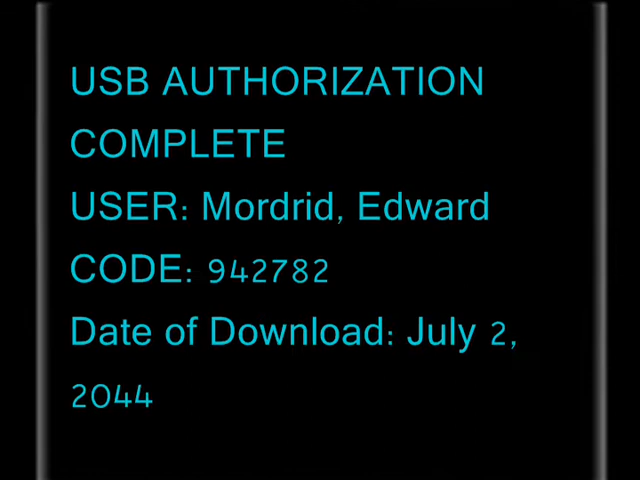 USB AUTHORIZATION
COMPLETE
USER: Mordrid, Edward
CODE: 942782
Date of Download: July 2,
2044